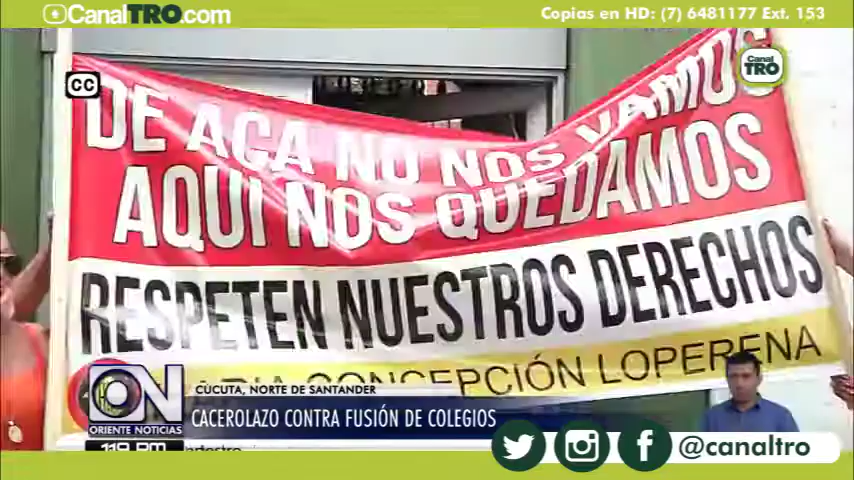 CanalTRO.com
Copias en HD: (7) 6481177 Ext. 153
CC
Canal
TRO
DE ACA NO NOS VAMOS
AQUI NOS QUEDAMOS
RESPETEN NUESTROS DERECHOS
CONCEPCIÓN LOPERENA
ON
ORIENTE NOTICIAS
CÚCUTA, NORTE DE SANTANDER
CACEROLAZO CONTRA FUSIÓN DE COLEGIOS
@canaltro